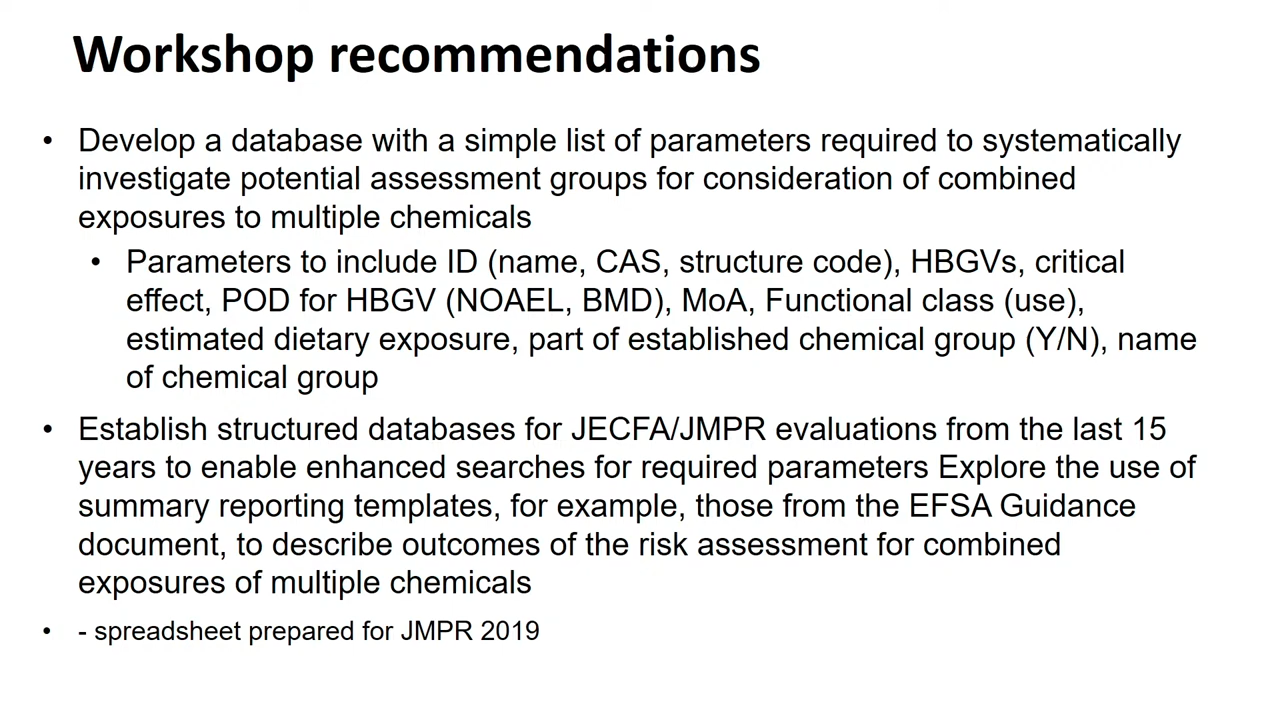 Workshop recommendations
• Develop a database with a simple list of parameters required to systematically
investigate potential assessment groups for consideration of combined
exposures to multiple chemicals
• Parameters to include ID (name, CAS, structure code), HBGVs, critical
effect, POD for HBGV (NOAEL, BMD), MoA, Functional class (use),
estimated dietary exposure, part of established chemical group (Y/N), name
of chemical group
• Establish structured databases for JECFA/JMPR evaluations from the last 15
years to enable enhanced searches for required parameters Explore the use of
summary reporting templates, for example, those from the EFSA Guidance
document, to describe outcomes of the risk assessment for combined
exposures of multiple chemicals
• - spreadsheet prepared for JMPR 2019